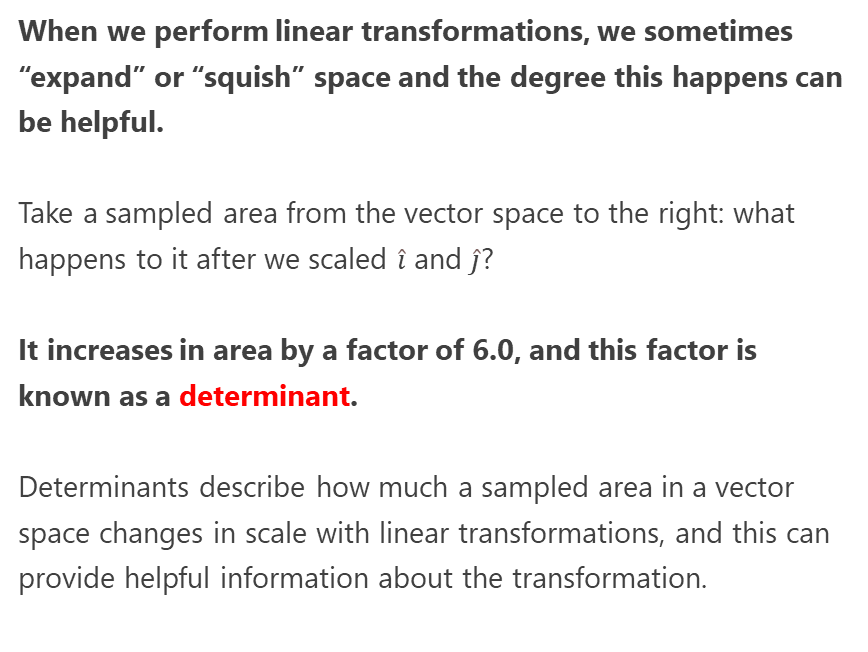 When we perform linear transformations, we sometimes
“expand” or “squish” space and the degree this happens can
be helpful.
Take a sampled area from the vector space to the right: what
happens to it after we scaled î and ĵ?
It increases in area by a factor of 6.0, and this factor is
known as a determinant.
Determinants describe how much a sampled area in a vector
space changes in scale with linear transformations, and this can
provide helpful information about the transformation.